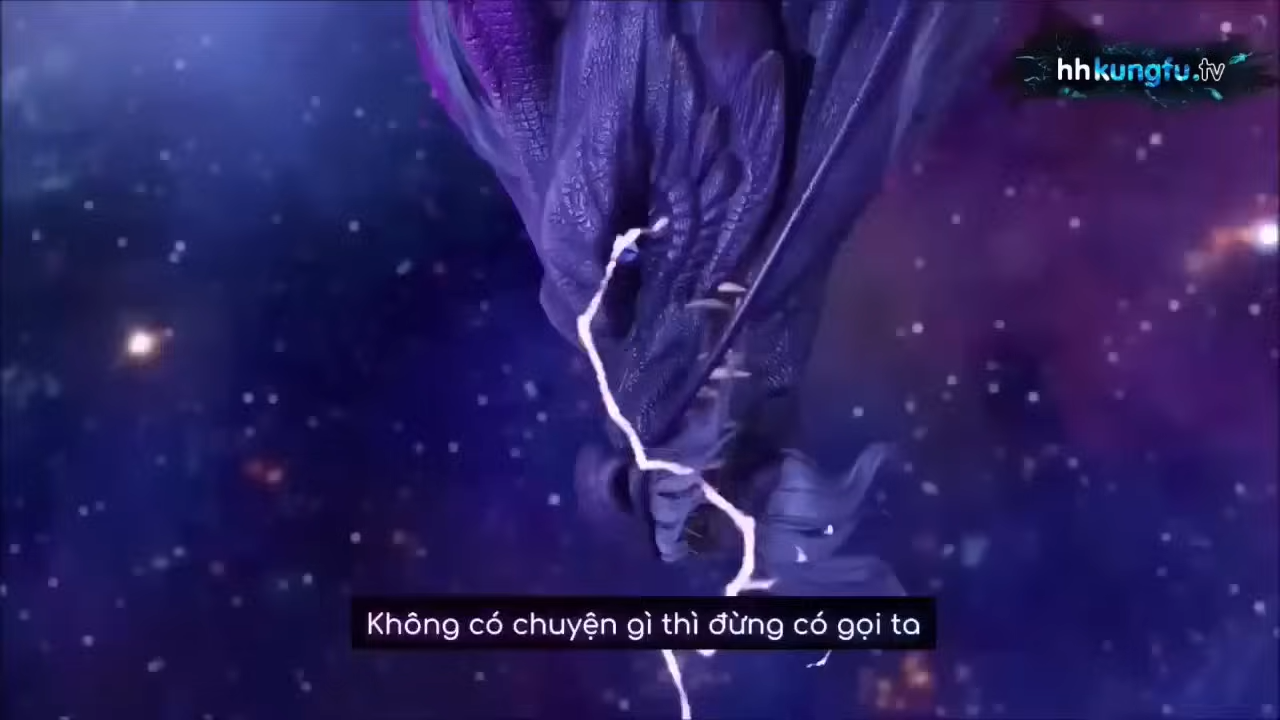 hhkungfu.tv
Không có chuyện gì thì đừng có gọi ta